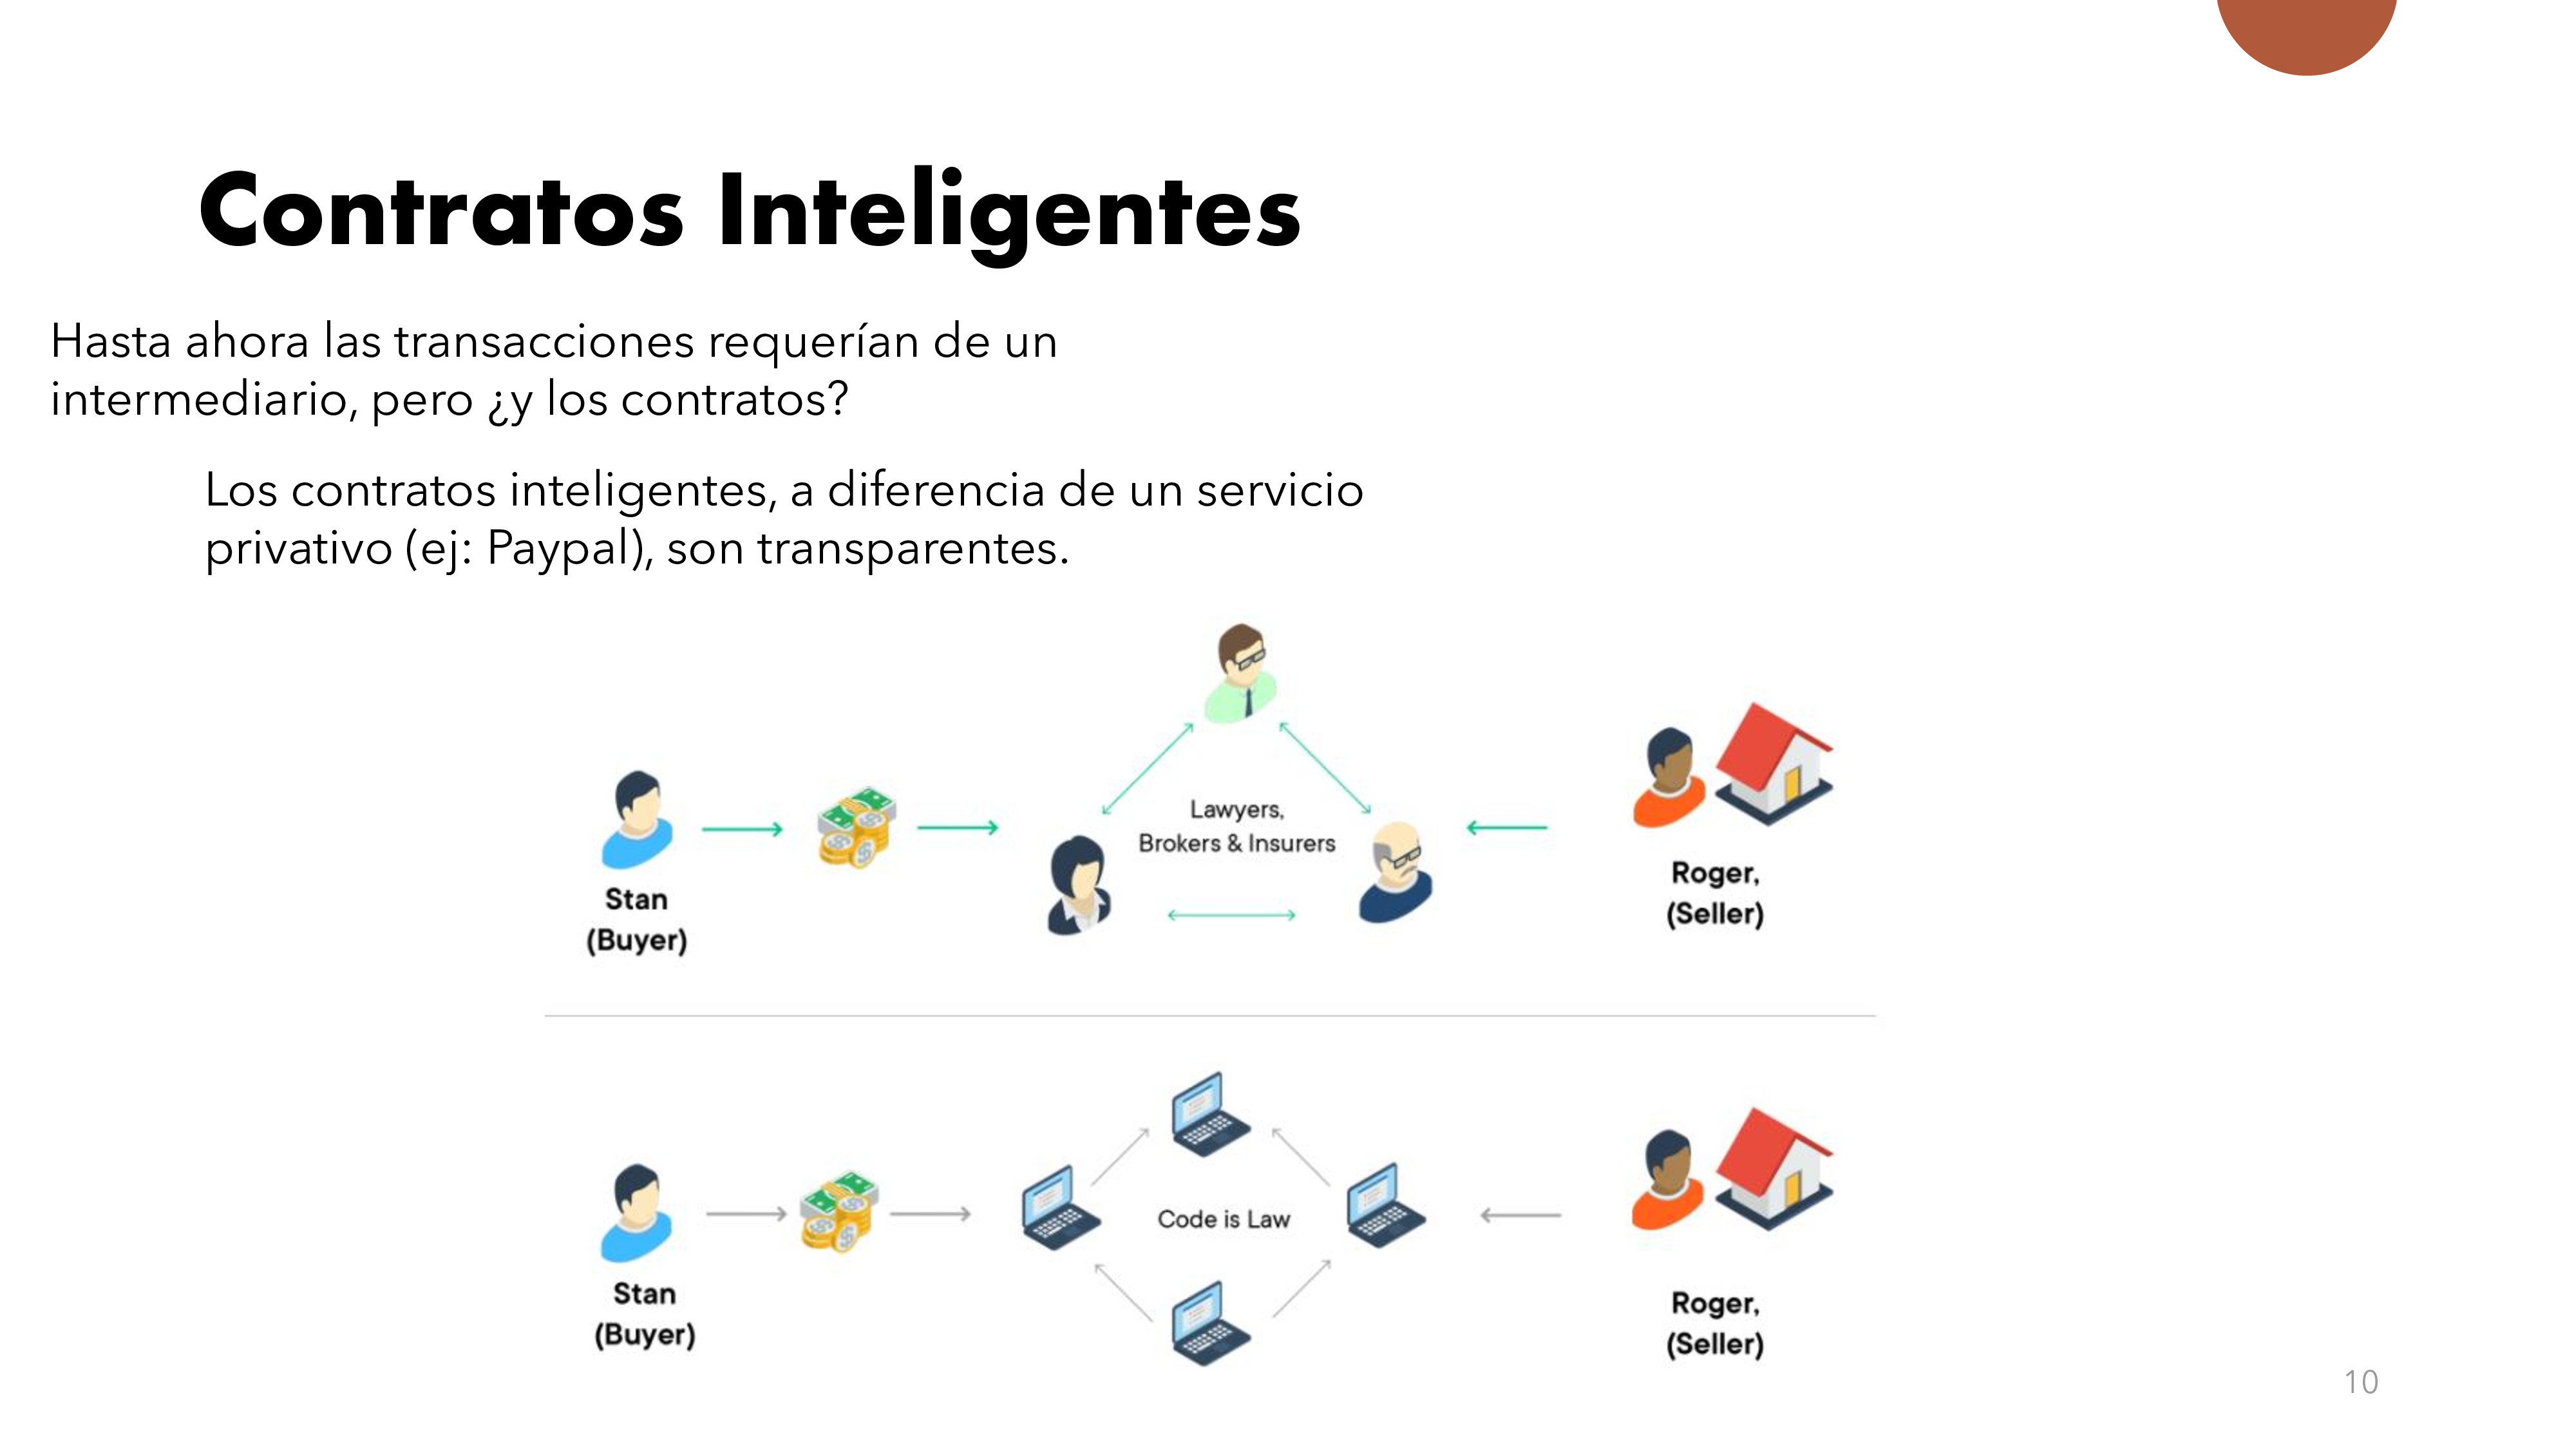 Contratos Inteligentes
Hasta ahora las transacciones requerían de un
intermediario, pero ¿y los contratos?
Los contratos inteligentes, a diferencia de un servicio
privativo (ej: Paypal), son transparentes.
Lawyers,
Brokers & Insurers
Stan
(Buyer)
Roger,
(Seller)
Code is Law
Stan
(Buyer)
Roger,
(Seller)
10